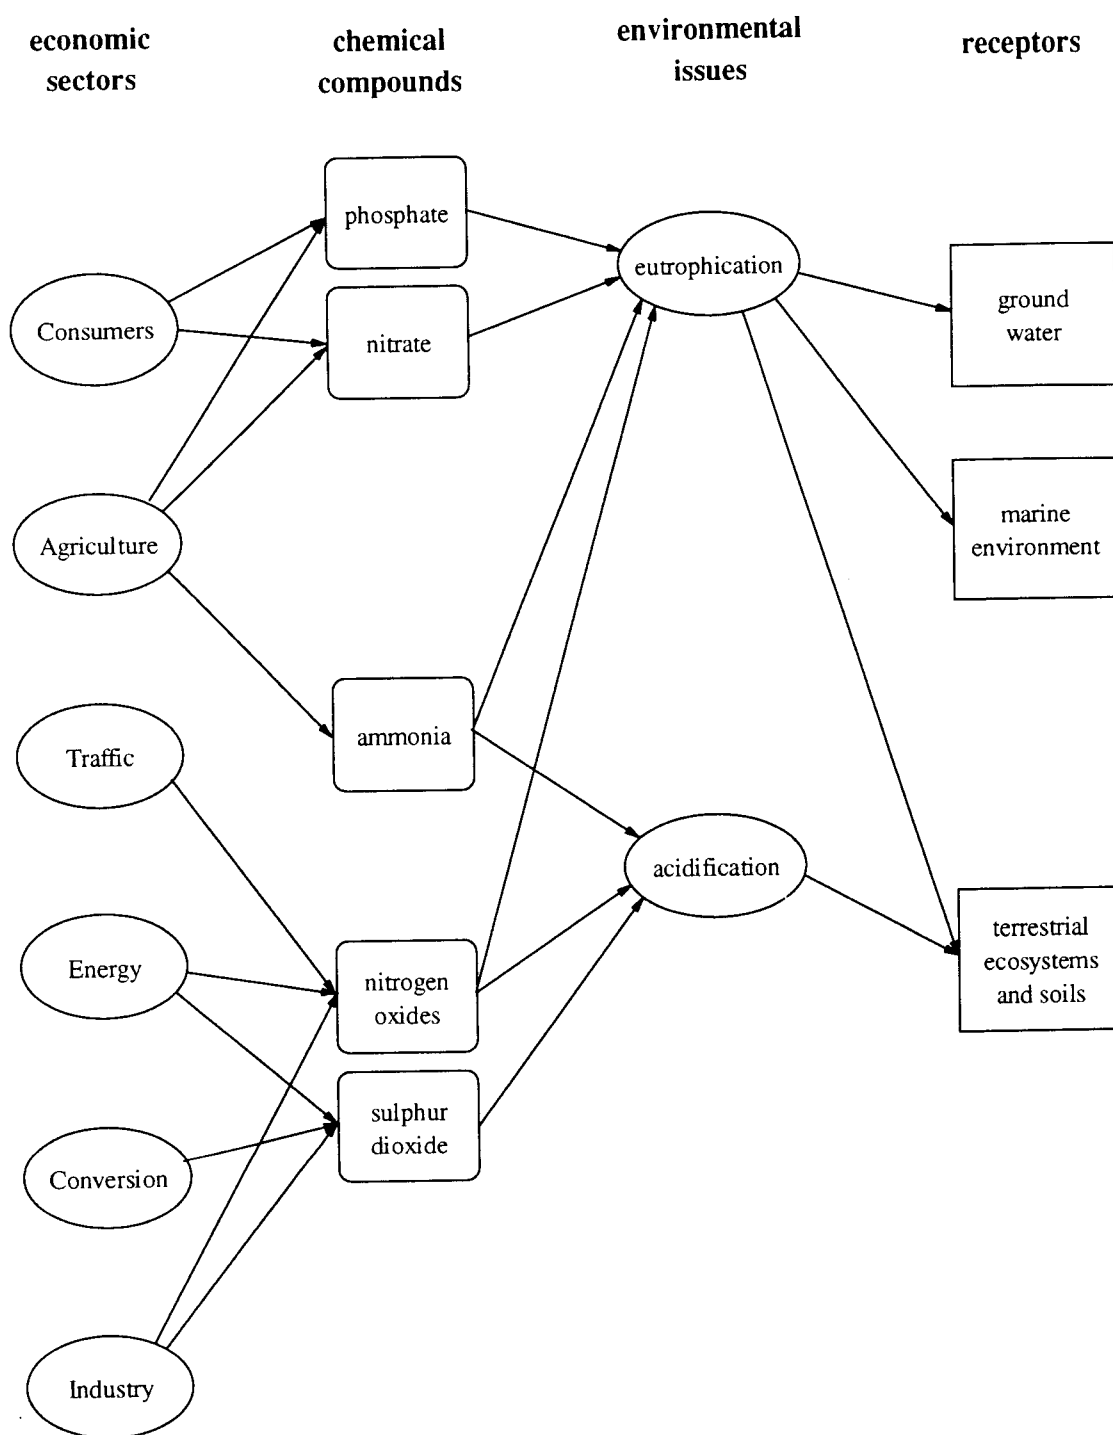 economic
sectors
chemical
compounds
environmental
issues
receptors
phosphate
nitrate
ammonia
nitrogen
oxides
sulphur
dioxide
Consumers
Agriculture
Traffic
Energy
Conversion
Industry
eutrophication
acidification
ground
water
marine
environment
terrestrial
ecosystems
and soils